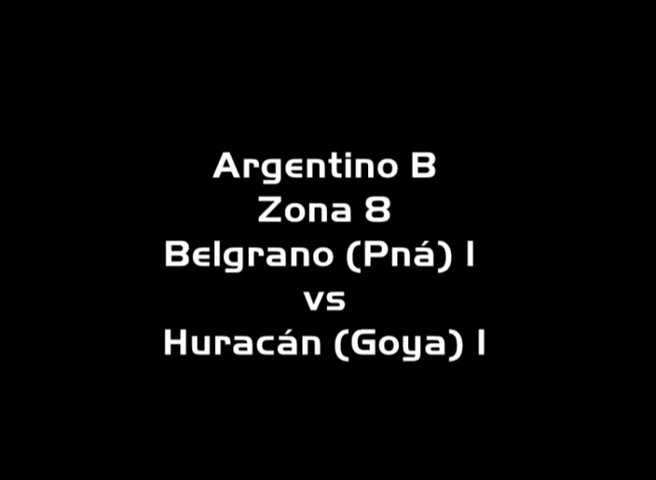 Argentino B
Zona 8
Belgrano (Pná) 1
vs
Huracán (Goya) 1